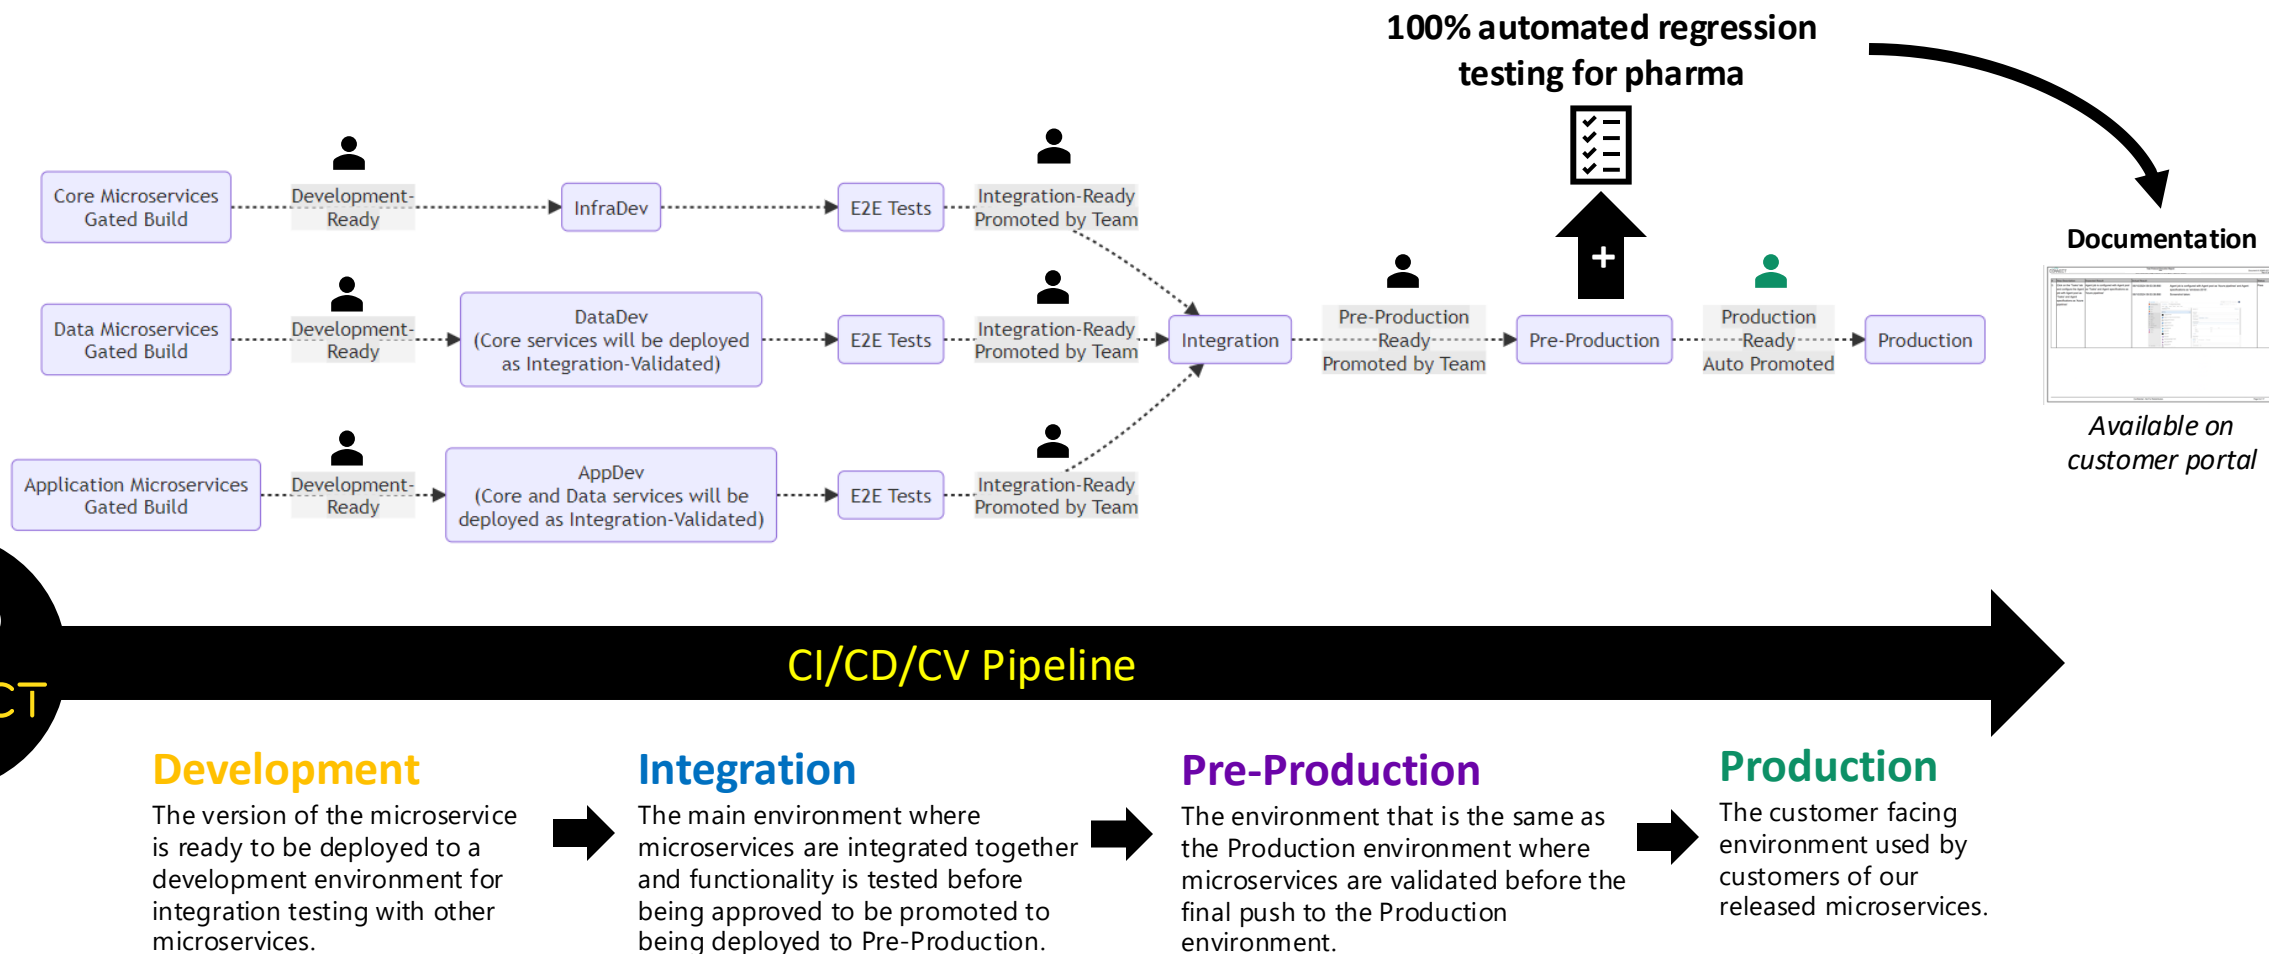 100% automated regression
testing for pharma
Core Microservices
Gated Build
Development-
Ready
InfraDev
E2E Tests
Integration-Ready
Promoted by Team
Data Microservices
Gated Build
Development-
Ready
DataDev
(Core services will be deployed
as Integration-Validated)
E2E Tests
Integration-Ready
Promoted by Team
Integration
Pre-Production
Ready
Promoted by Team
+
Pre-Production
Production
Ready
Auto Promoted
Production
Application Microservices
Gated Build
Development-
Ready
AppDev
(Core and Data services will be
deployed as Integration-Validated)
E2E Tests
Integration-Ready
Promoted by Team
Documentation
Available on
customer portal
CT
CI/CD/CV Pipeline
Development
The version of the microservice
is ready to be deployed to a
development environment for
integration testing with other
microservices.
Integration
The main environment where
microservices are integrated together
and functionality is tested before
being approved to be promoted to
being deployed to Pre-Production.
Pre-Production
The environment that is the same as
the Production environment where
microservices are validated before the
final push to the Production
environment.
Production
The customer facing
environment used by
customers of our
released microservices.